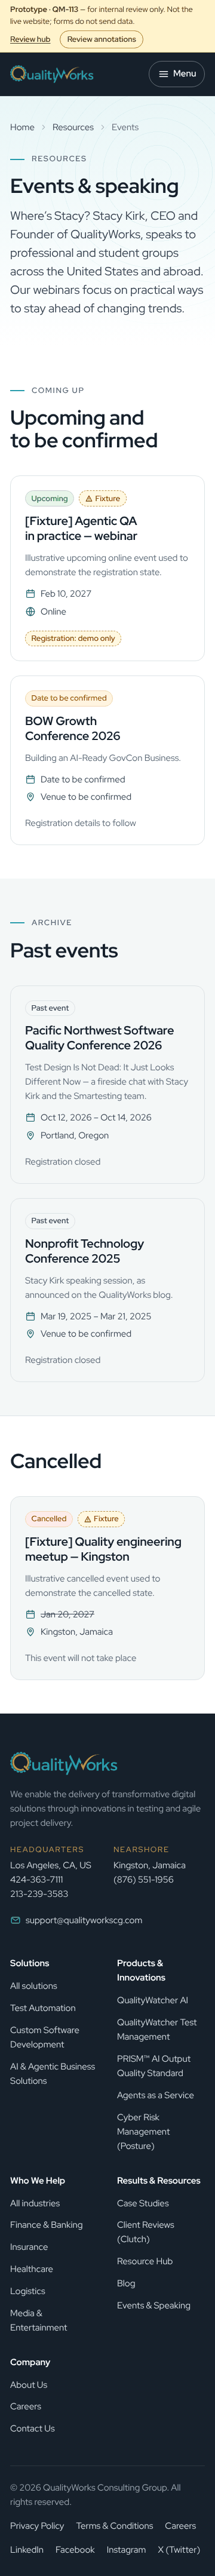 Prototype · QM-113 — for internal review only. Not the
live website; forms do not send data.
Review hub
Review annotations
QualityWorks
Menu
Home > Resources > Events
RESOURCES
Events & speaking
Where's Stacy? Stacy Kirk, CEO and
Founder of QualityWorks, speaks to
professional and student groups
across the United States and abroad.
Our webinars focus on practical ways
to stay ahead of changing trends.
COMING UP
Upcoming and
to be confirmed
Upcoming
Fixture
[Fixture] Agentic QA
in practice — webinar
Illustrative upcoming online event used to
demonstrate the registration state.
Feb 10, 2027
Online
Registration: demo only
Date to be confirmed
BOW Growth
Conference 2026
Building an AI-Ready GovCon Business.
Date to be confirmed
Venue to be confirmed
Registration details to follow
ARCHIVE
Past events
Past event
Pacific Northwest Software
Quality Conference 2026
Test Design Is Not Dead: It Just Looks
Different Now — a fireside chat with Stacy
Kirk and the Smartesting team.
Oct 12, 2026 – Oct 14, 2026
Portland, Oregon
Registration closed
Past event
Nonprofit Technology
Conference 2025
Stacy Kirk speaking session, as
announced on the QualityWorks blog.
Mar 19, 2025 – Mar 21, 2025
Venue to be confirmed
Registration closed
Cancelled
Cancelled
Fixture
[Fixture] Quality engineering
meetup — Kingston
Illustrative cancelled event used to
demonstrate the cancelled state.
Jan 20, 2027
Kingston, Jamaica
This event will not take place
QualityWorks
We enable the delivery of transformative digital
solutions through innovations in testing and agile
project delivery.
HEADQUARTERS
Los Angeles, CA, US
424-363-7111
213-239-3583
NEARSHORE
Kingston, Jamaica
(876) 551-1956
support@qualityworkscg.com
Solutions
All solutions
Test Automation
Custom Software
Development
AI & Agentic Business
Solutions
Products &
Innovations
QualityWatcher AI
QualityWatcher Test
Management
PRISM™ AI Output
Quality Standard
Agents as a Service
Cyber Risk
Management
(Posture)
Who We Help
All industries
Finance & Banking
Insurance
Healthcare
Logistics
Media &
Entertainment
Results & Resources
Case Studies
Client Reviews
(Clutch)
Resource Hub
Blog
Events & Speaking
Company
About Us
Careers
Contact Us
© 2026 QualityWorks Consulting Group. All
rights reserved.
Privacy Policy Terms & Conditions Careers
LinkedIn Facebook Instagram X (Twitter)